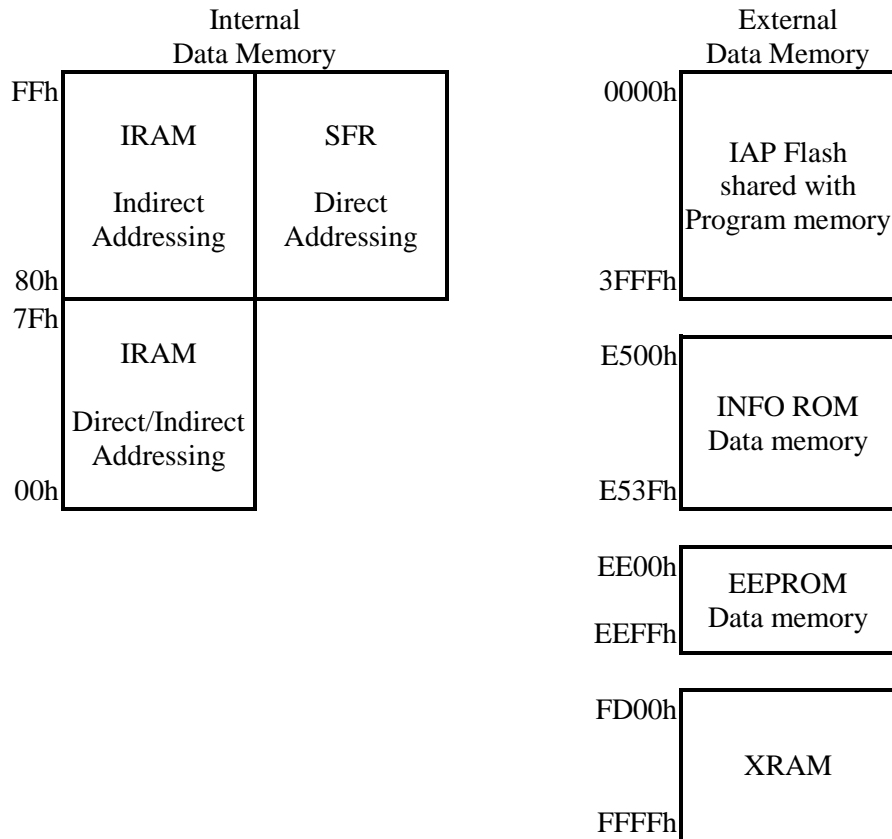 Internal
Data Memory
FFh
IRAM
Indirect
Addressing
80h
SFR
Direct
Addressing
7Fh
IRAM
Direct/Indirect
Addressing
00h
External
Data Memory
0000h
IAP Flash
shared with
Program memory
3FFFh
E500h
INFO ROM
Data memory
E53Fh
EE00h
EEPROM
Data memory
EEFFh
FD00h
XRAM
FFFFh